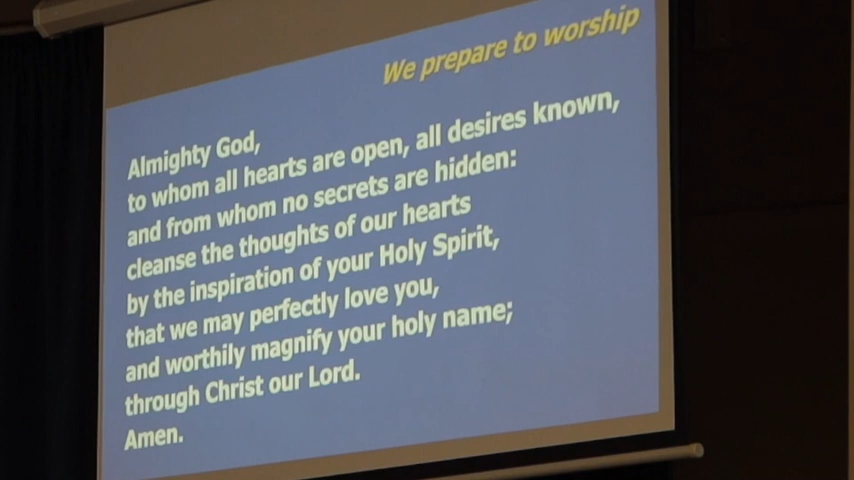 We prepare to worship
Almighty God,
to whom all hearts are open, all desires known,
and from whom no secrets are hidden:
cleanse the thoughts of our hearts
by the inspiration of your Holy Spirit,
that we may perfectly love you,
and worthily magnify your holy name;
through Christ our Lord.
Amen.